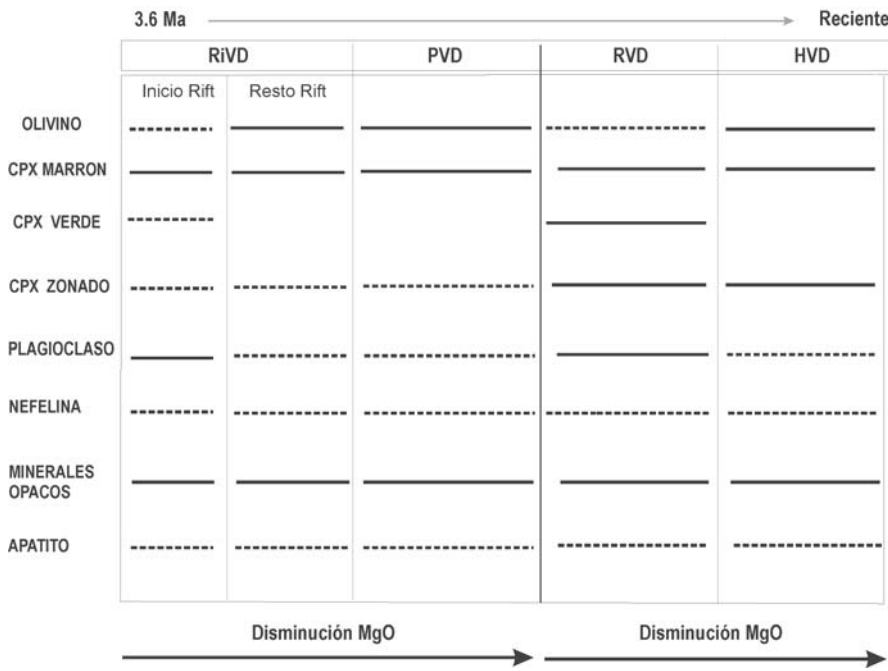 3.6 Ma Reciente
RiVD PVD RVD HVD
Inicio Rift Resto Rift
OLIVINO
CPX MARRON
CPX VERDE
CPX ZONADO
PLAGIOCLASO
NEFELINA
MINERALES
OPACOS
APATITO
Disminución MgO Disminución MgO